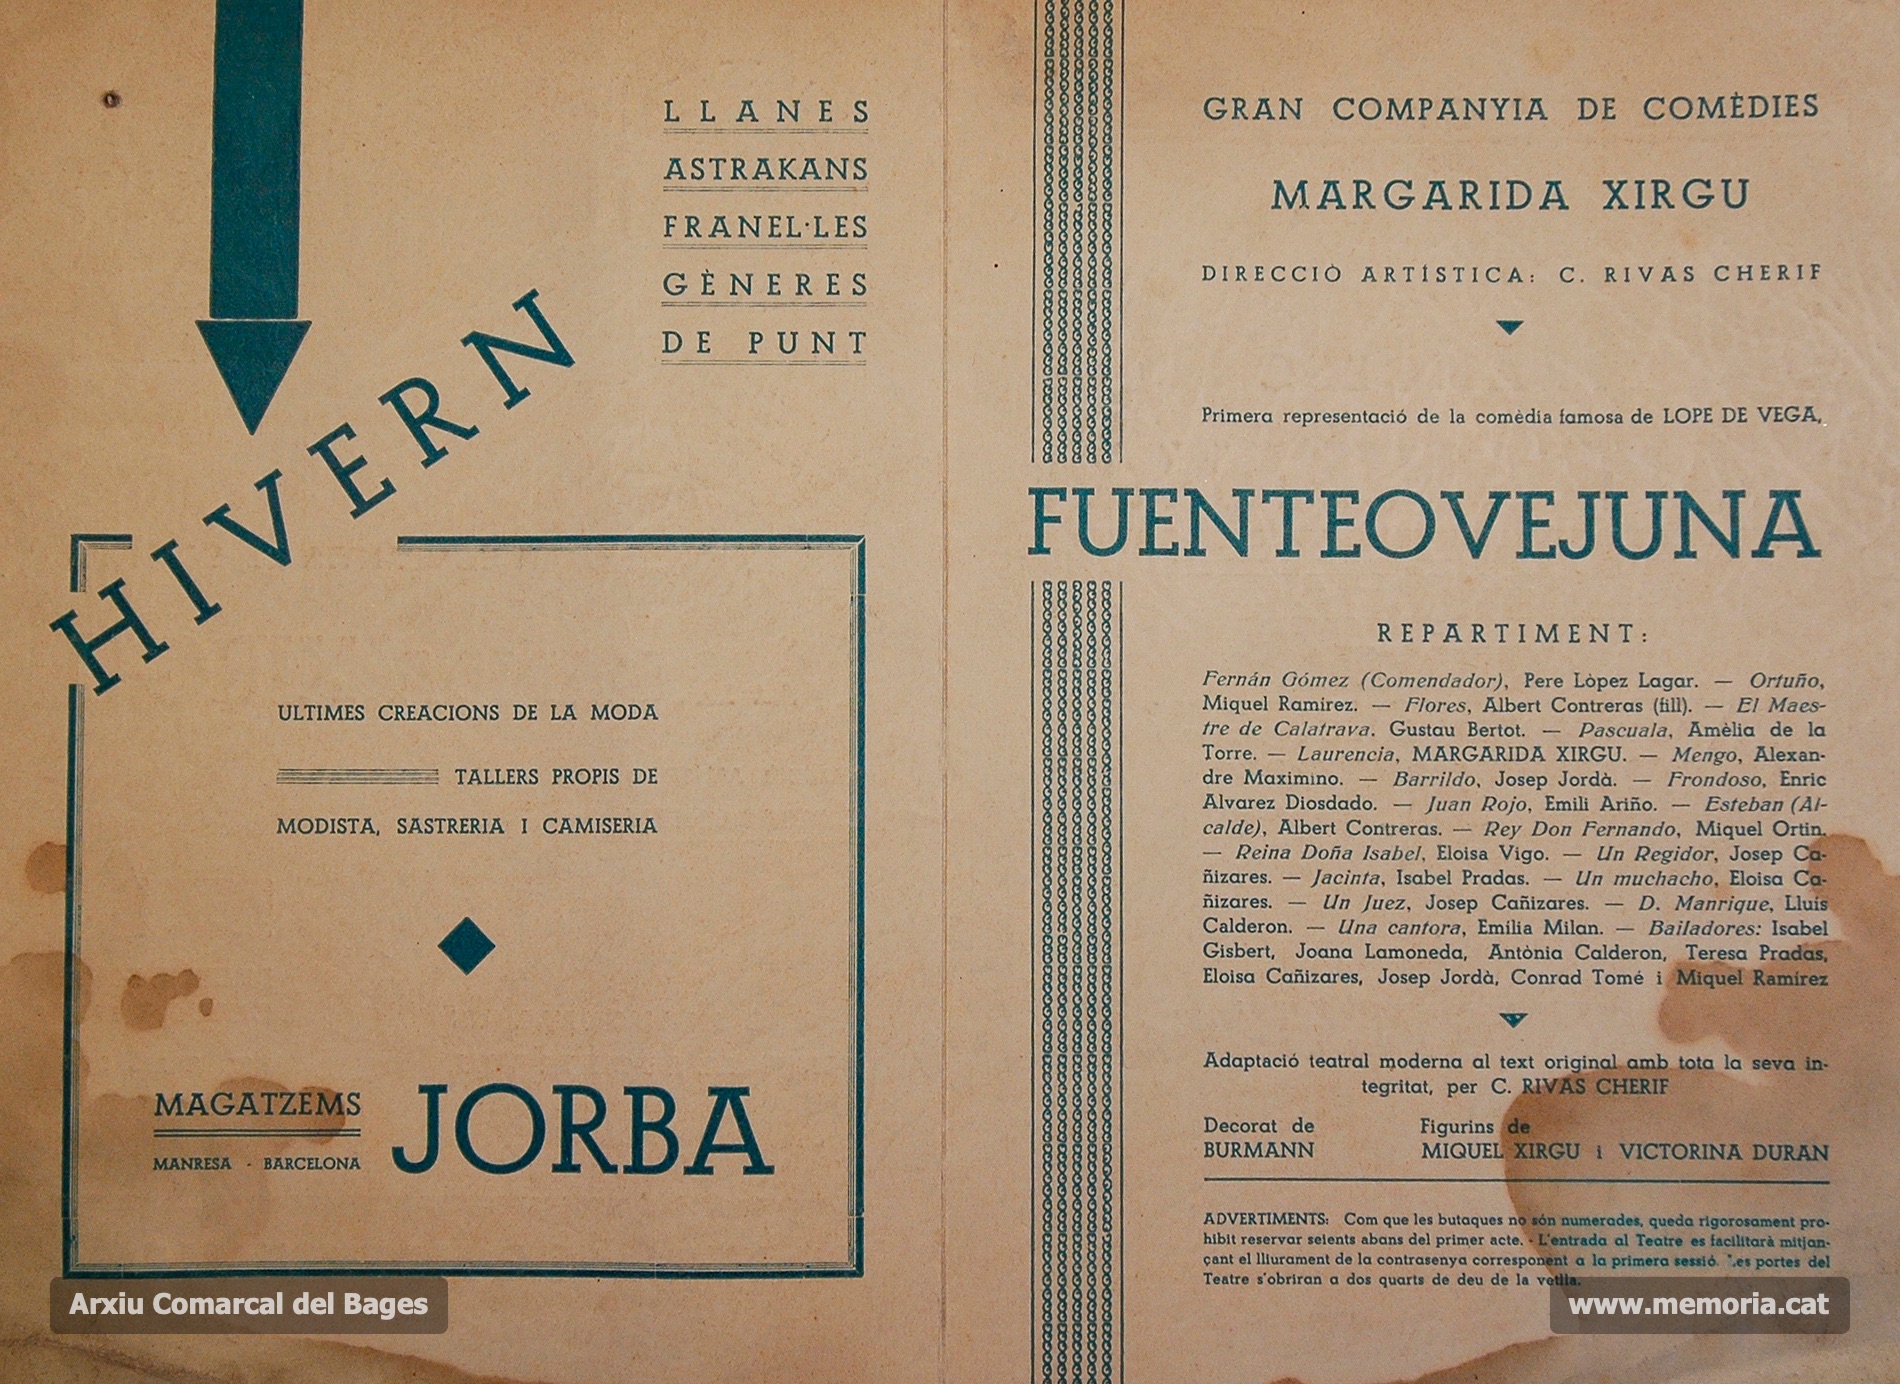 LLANES
ASTRAKANS
FRANEL·LES
GÈNERES
DE PUNT
HIVERN
ULTIMES CREACIONS DE LA MODA
TALLERS PROPIS DE
MODISTA, SASTRERIA I CAMISERIA
MAGATZEMS
JORBA
MANRESA - BARCELONA
GRAN COMPANYIA DE COMÈDIES
MARGARIDA XIRGU
DIRECCIÒ ARTÍSTICA: C. RIVAS CHERIF
Primera representació de la comèdia famosa de LOPE DE VEGA,
FUENTEOVEJUNA
REPARTIMENT:
Fernán Gómez (Comendador), Pere Lòpez Lagar. — Ortuño,
Miquel Ramírez. — Flores, Albert Contreras (fill). — El Maes-
tre de Calatrava. Gustau Bertot. — Pascuala, Amèlia de la
Torre. — Laurencia, MARGARIDA XIRGU. — Mengo, Alexan-
dre Maximino. — Barrildo, Josep Jordà. — Frondoso, Enric
Alvarez Diosdado. — Juan Rojo, Emili Ariño. — Esteban (Al-
calde), Albert Contreras. — Rey Don Fernando, Miquel Ortin.
— Reina Doña Isabel, Eloisa Vigo. — Un Regidor, Josep Ca-
ñizares. — Jacinta, Isabel Pradas. — Un muchacho, Eloisa Ca-
ñizares. — Un Juez, Josep Cañizares. — D. Manrique, Lluís
Calderon. — Una cantora, Emília Milan. — Bailadores: Isabel
Gisbert, Joana Lamoneda, Antònia Calderon, Teresa Pradas,
Eloisa Cañizares, Josep Jordà, Conrad Tomé i Miquel Ramírez
Adaptació teatral moderna al text original amb tota la seva in-
tegritat, per C. RIVAS CHERIF
Decorat de
BURMANN
Figurins de
MIQUEL XIRGU i VICTORINA DURAN
ADVERTIMENTS: Com que les butaques no són numerades, queda rigorosament pro-
hibit reservar seients abans del primer acte. - L'entrada al Teatre es facilitarà mitjan-
çant el lliurament de la contrasenya corresponent a la primera sessió. Les portes del
Teatre s'obriran a dos quarts de deu de la vetlla.
Arxiu Comarcal del Bages
www.memoria.cat